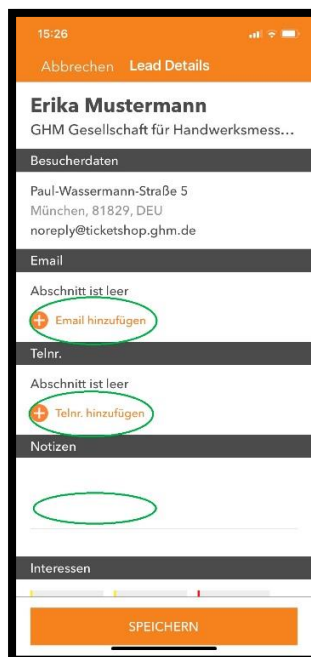 15:26
Abbrechen Lead Details
Erika Mustermann
GHM Gesellschaft für Handwerksmess...
Besucherdaten
Paul-Wassermann-Straße 5
München, 81829, DEU
noreply@ticketshop.ghm.de
Email
Abschnitt ist leer
Email hinzufügen
Telnr.
Abschnitt ist leer
Telnr. hinzufügen
Notizen
Interessen
SPEICHERN